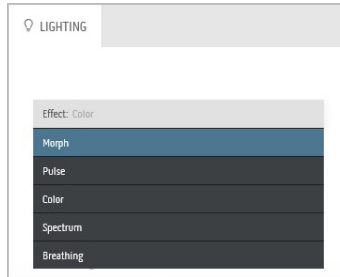 LIGHTING
Effect: Color
Morph
Pulse
Color
Spectrum
Breathing